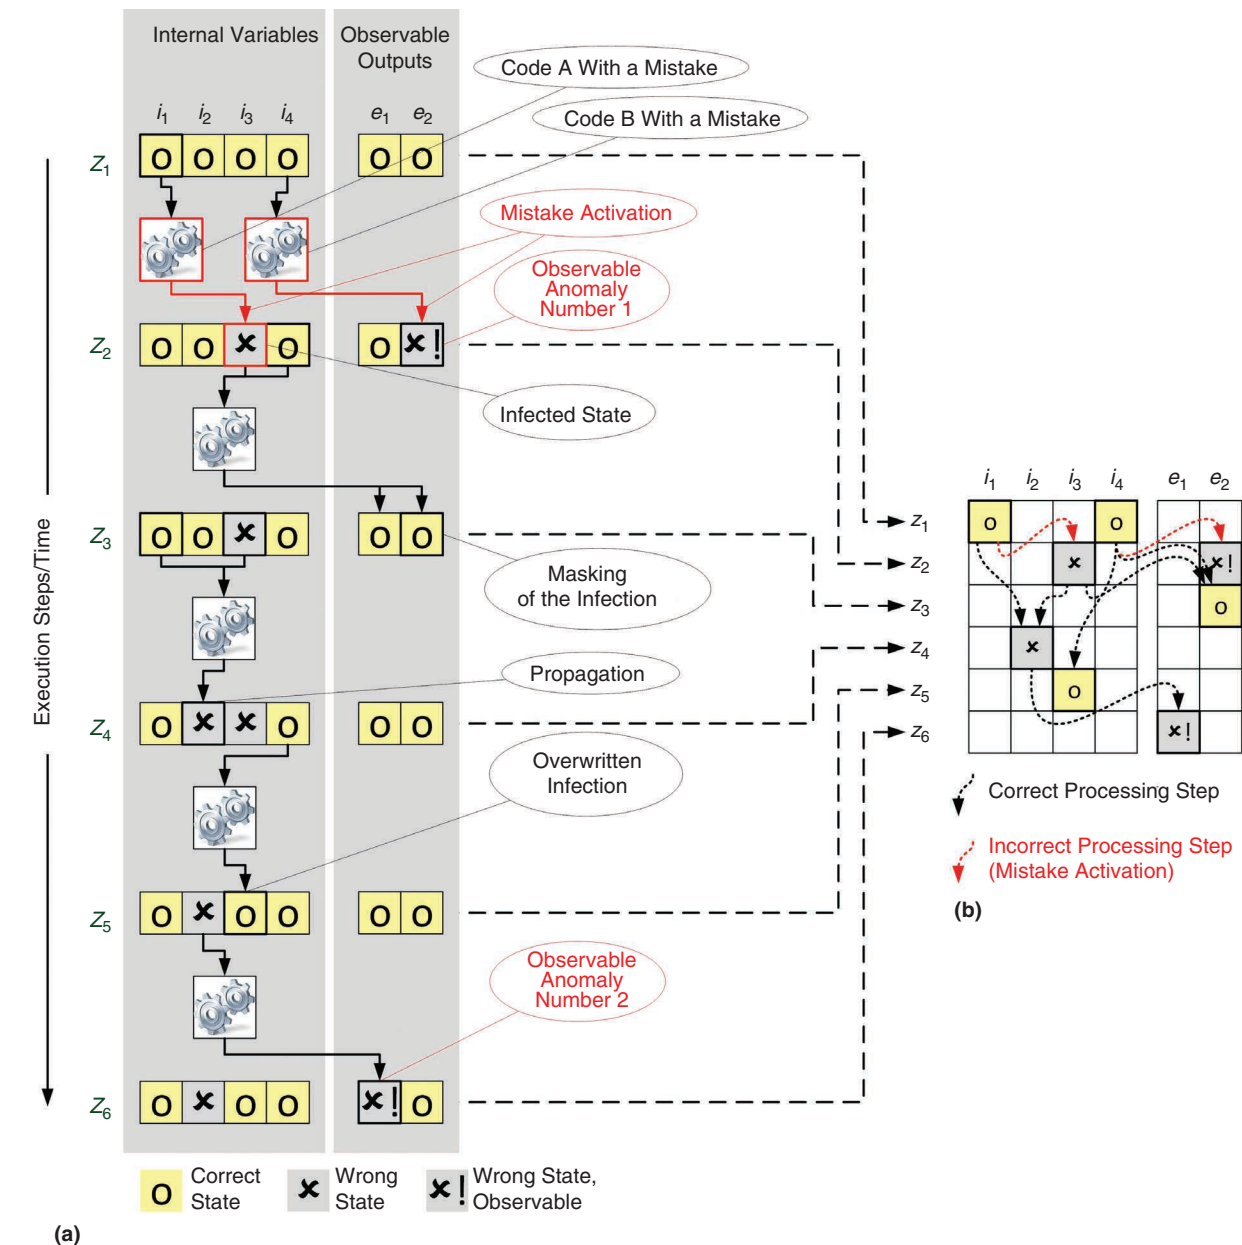 Internal Variables
Observable
Outputs
Code A With a Mistake
Code B With a Mistake
i1 i2 i3 i4 e1 e2
Z1 O O O O O O
Mistake Activation
Observable
Anomaly
Number 1
Z2 O O x O O x!
Infected State
Z3 O O x O O O
Masking
of the Infection
Propagation
Z4 O x x O O O
Overwritten
Infection
Z5 O x O O O O
Observable
Anomaly
Number 2
Z6 O x O O x! O
Execution Steps/Time
O Correct
State
x Wrong
State
x! Wrong State,
Observable
(a)
i1 i2 i3 i4 e1 e2
z1 o o
z2 x x!
z3 o
z4 x
z5 o
z6 x!
Correct Processing Step
Incorrect Processing Step
(Mistake Activation)
(b)